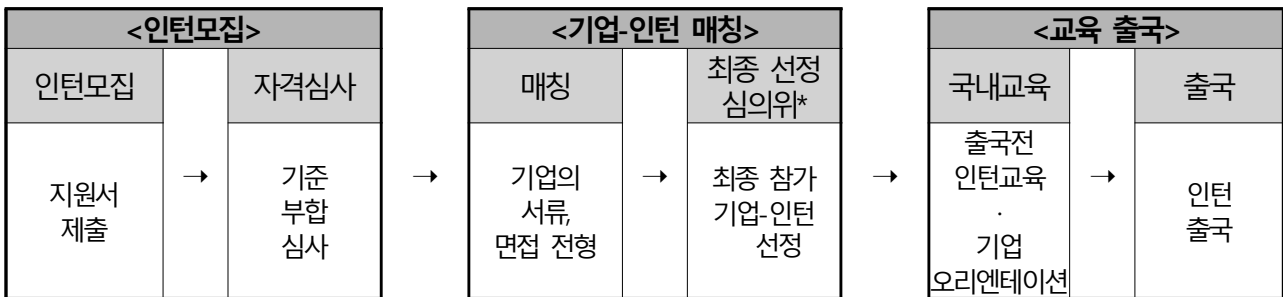 <인턴모집>
인턴모집
자격심사
지원서
제출
→
기준
부합
심사
→
<기업-인턴 매칭>
매칭
최종 선정
심의위*
기업의
서류,
면접 전형
→
최종 참가
기업-인턴
선정
→
<교육 출국>
국내교육
출국
출국전
인턴교육
·
기업
오리엔테이션
→
인턴
출국